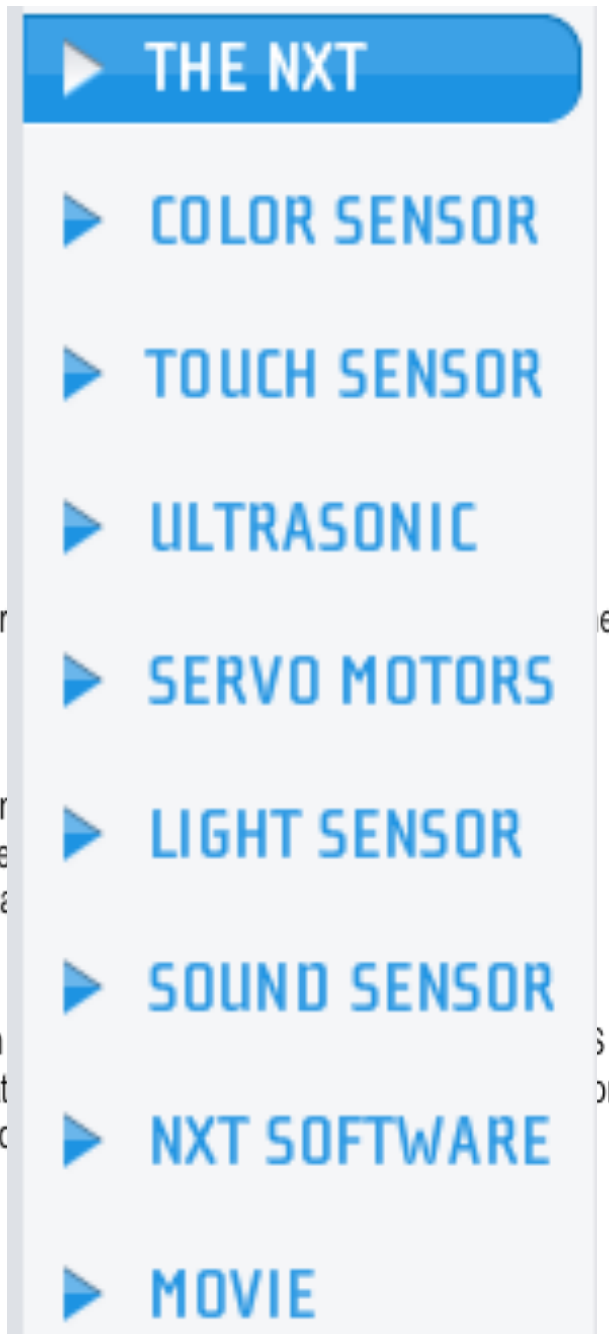 THE NXT
COLOR SENSOR
TOUCH SENSOR
ULTRASONIC
SERVO MOTORS
LIGHT SENSOR
SOUND SENSOR
NXT SOFTWARE
MOVIE